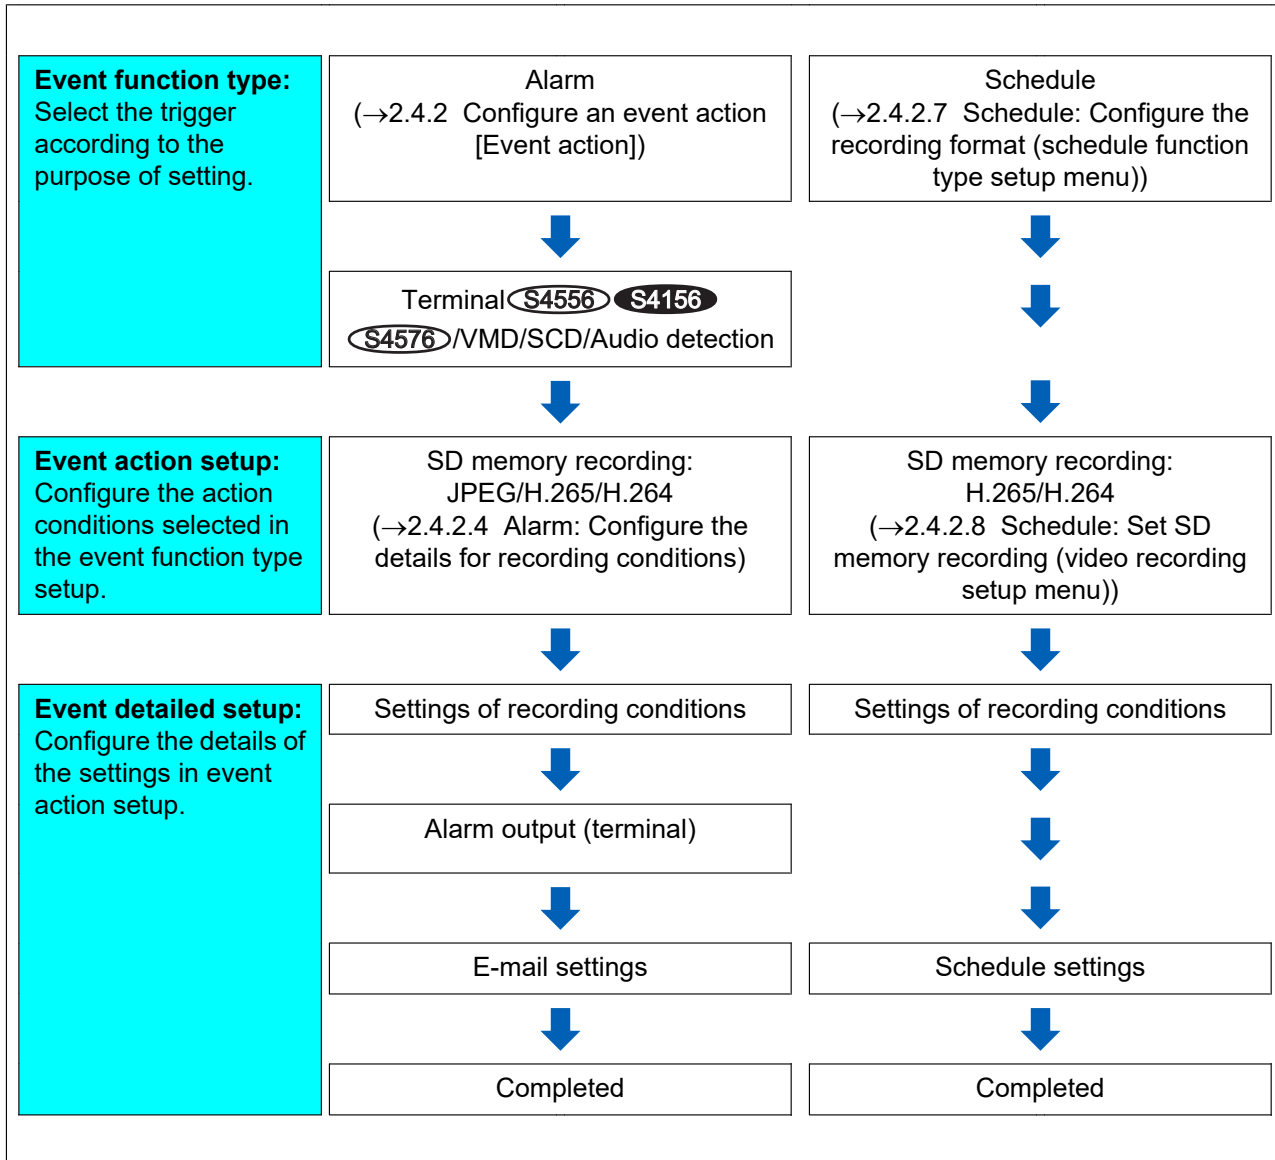 Event function type:
Select the trigger
according to the
purpose of setting.
Alarm
(→2.4.2 Configure an event action
[Event action])
Schedule
(→2.4.2.7 Schedule: Configure the
recording format (schedule function
type setup menu))
Terminal S4556 S4156
S4576/VMD/SCD/Audio detection
Event action setup:
Configure the action
conditions selected in
the event function type
setup.
SD memory recording:
JPEG/H.265/H.264
(→2.4.2.4 Alarm: Configure the
details for recording conditions)
SD memory recording:
H.265/H.264
(→2.4.2.8 Schedule: Set SD
memory recording (video recording
setup menu))
Event detailed setup:
Configure the details of
the settings in event
action setup.
Settings of recording conditions
Settings of recording conditions
Alarm output (terminal)
E-mail settings
Schedule settings
Completed
Completed